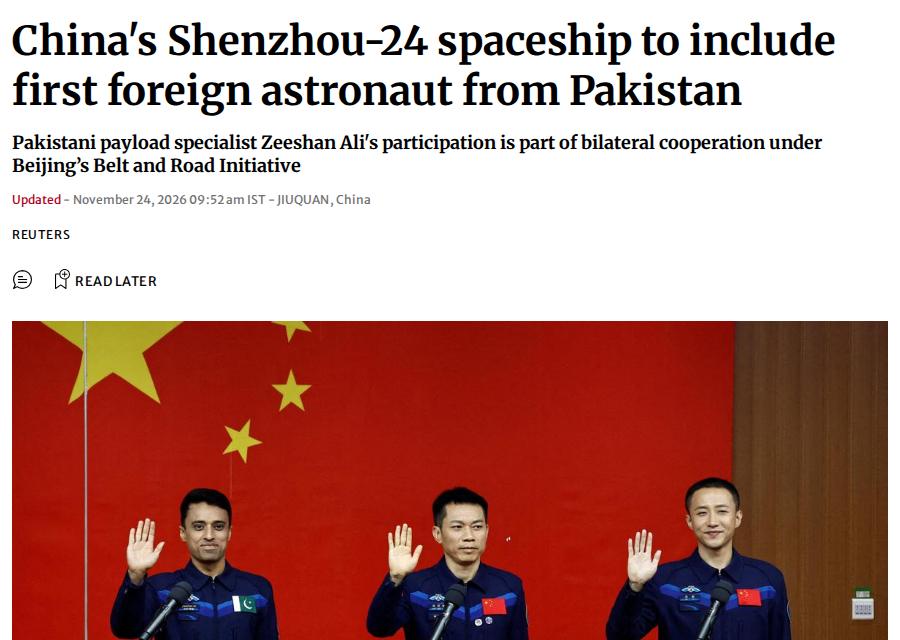 China's Shenzhou-24 spaceship to include
first foreign astronaut from Pakistan
Pakistani payload specialist Zeeshan Ali's participation is part of bilateral cooperation under
Beijing’s Belt and Road Initiative
Updated - November 24, 2026 09:52 am IST - JIUQUAN, China
REUTERS
READ LATER